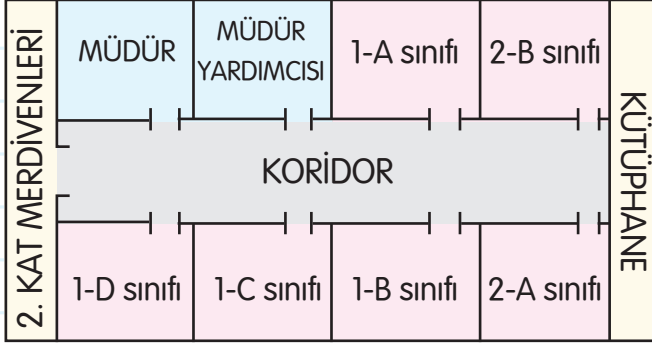 2. KAT MERDİVENLERİ
MÜDÜR
MÜDÜR
YARDIMCISI
1-A sınıfı
2-B sınıfı
KÜTÜPHANE
KORİDOR
1-D sınıfı
1-C sınıfı
1-B sınıfı
2-A sınıfı